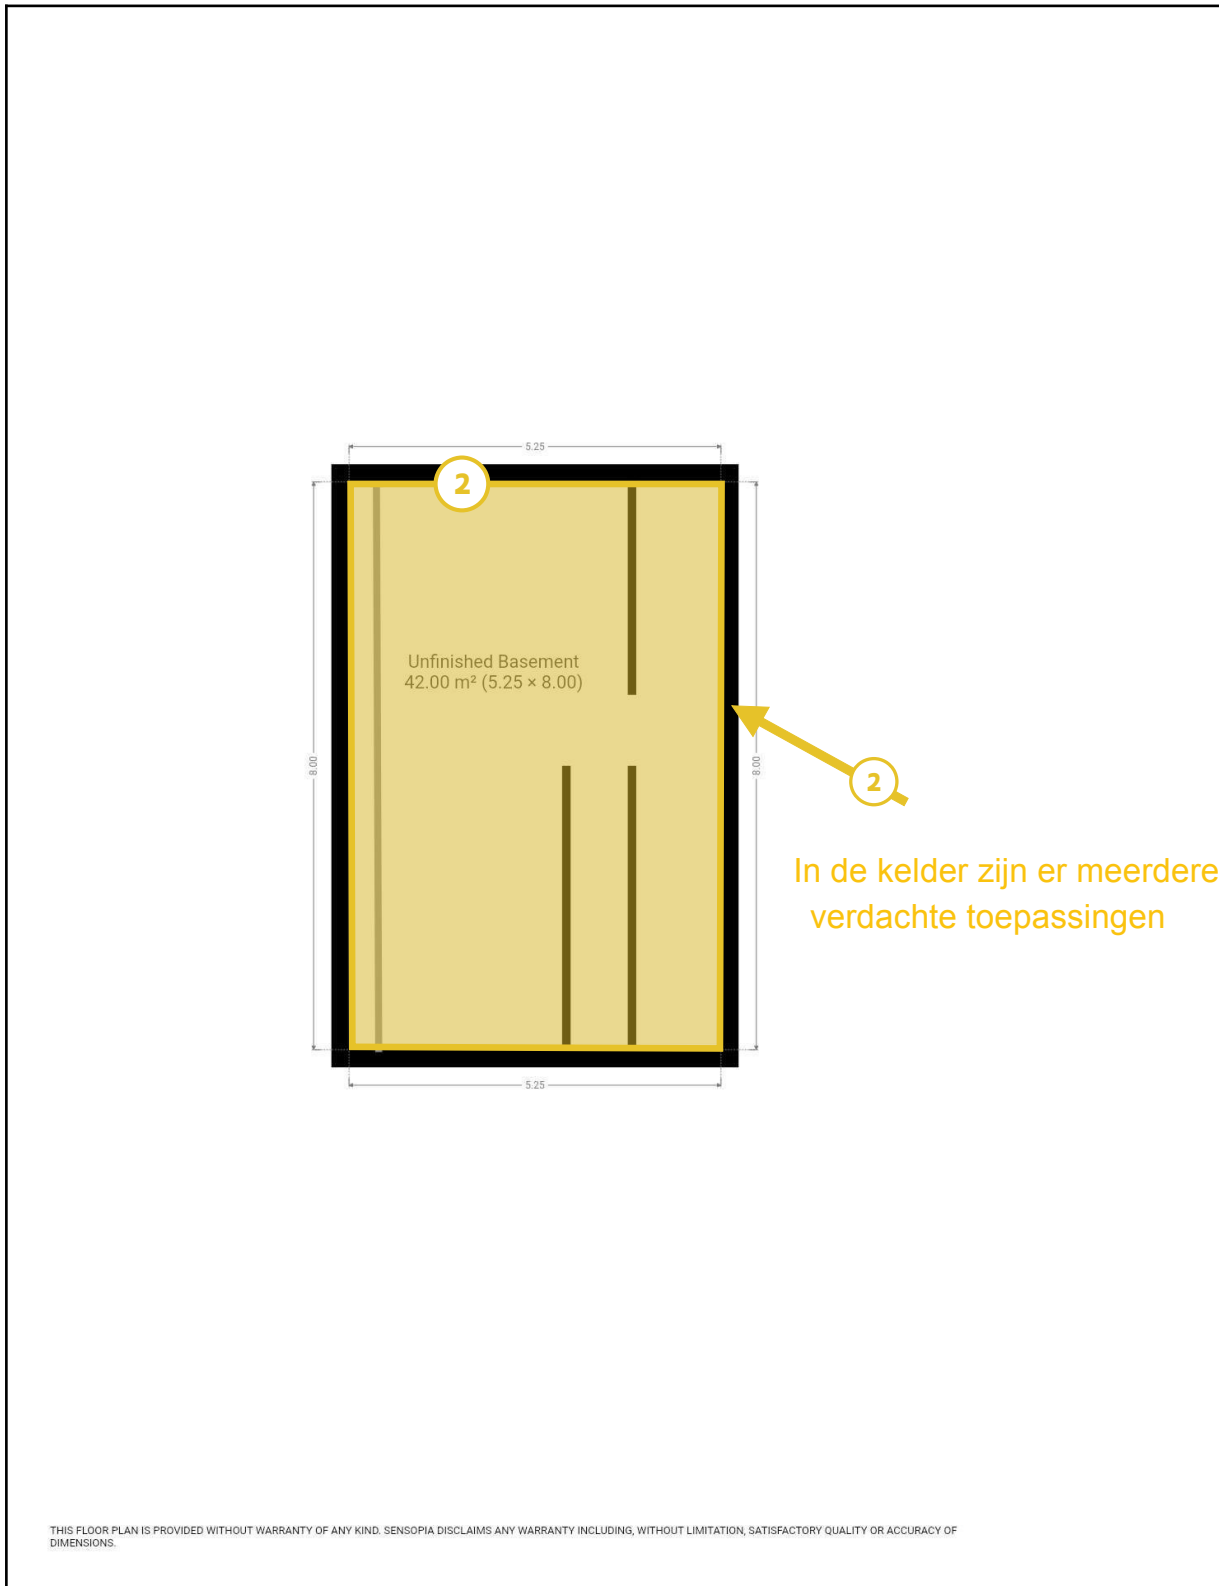 5.25
2
Unfinished Basement
42.00 m² (5.25 × 8.00)
8.00
8.00
2
In de kelder zijn er meerdere
verdachte toepassingen
5.25
THIS FLOOR PLAN IS PROVIDED WITHOUT WARRANTY OF ANY KIND. SENSOPIA DISCLAIMS ANY WARRANTY INCLUDING, WITHOUT LIMITATION, SATISFACTORY QUALITY OR ACCURACY OF
DIMENSIONS.